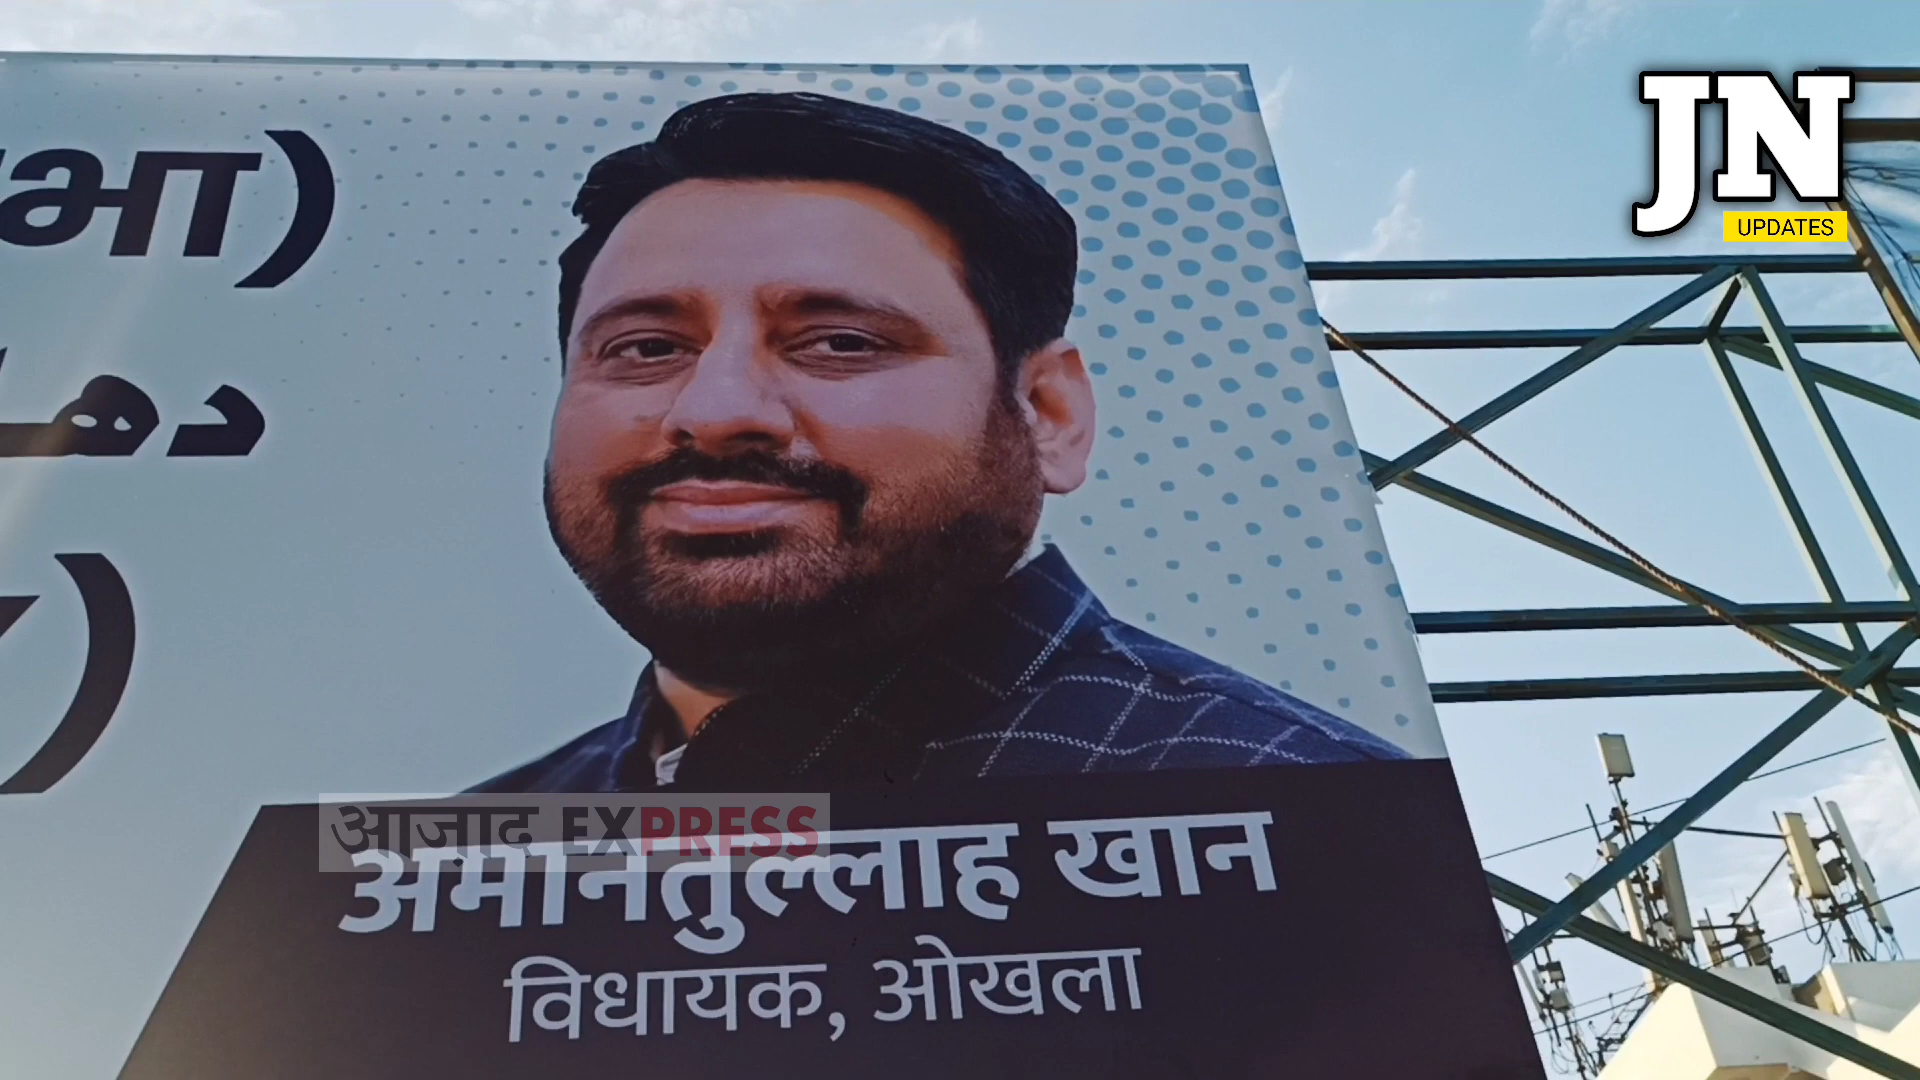 JN
UPDATES
भा)
आज़ाद EXPRESS
अमानतुल्लाह खान
विधायक, ओखला